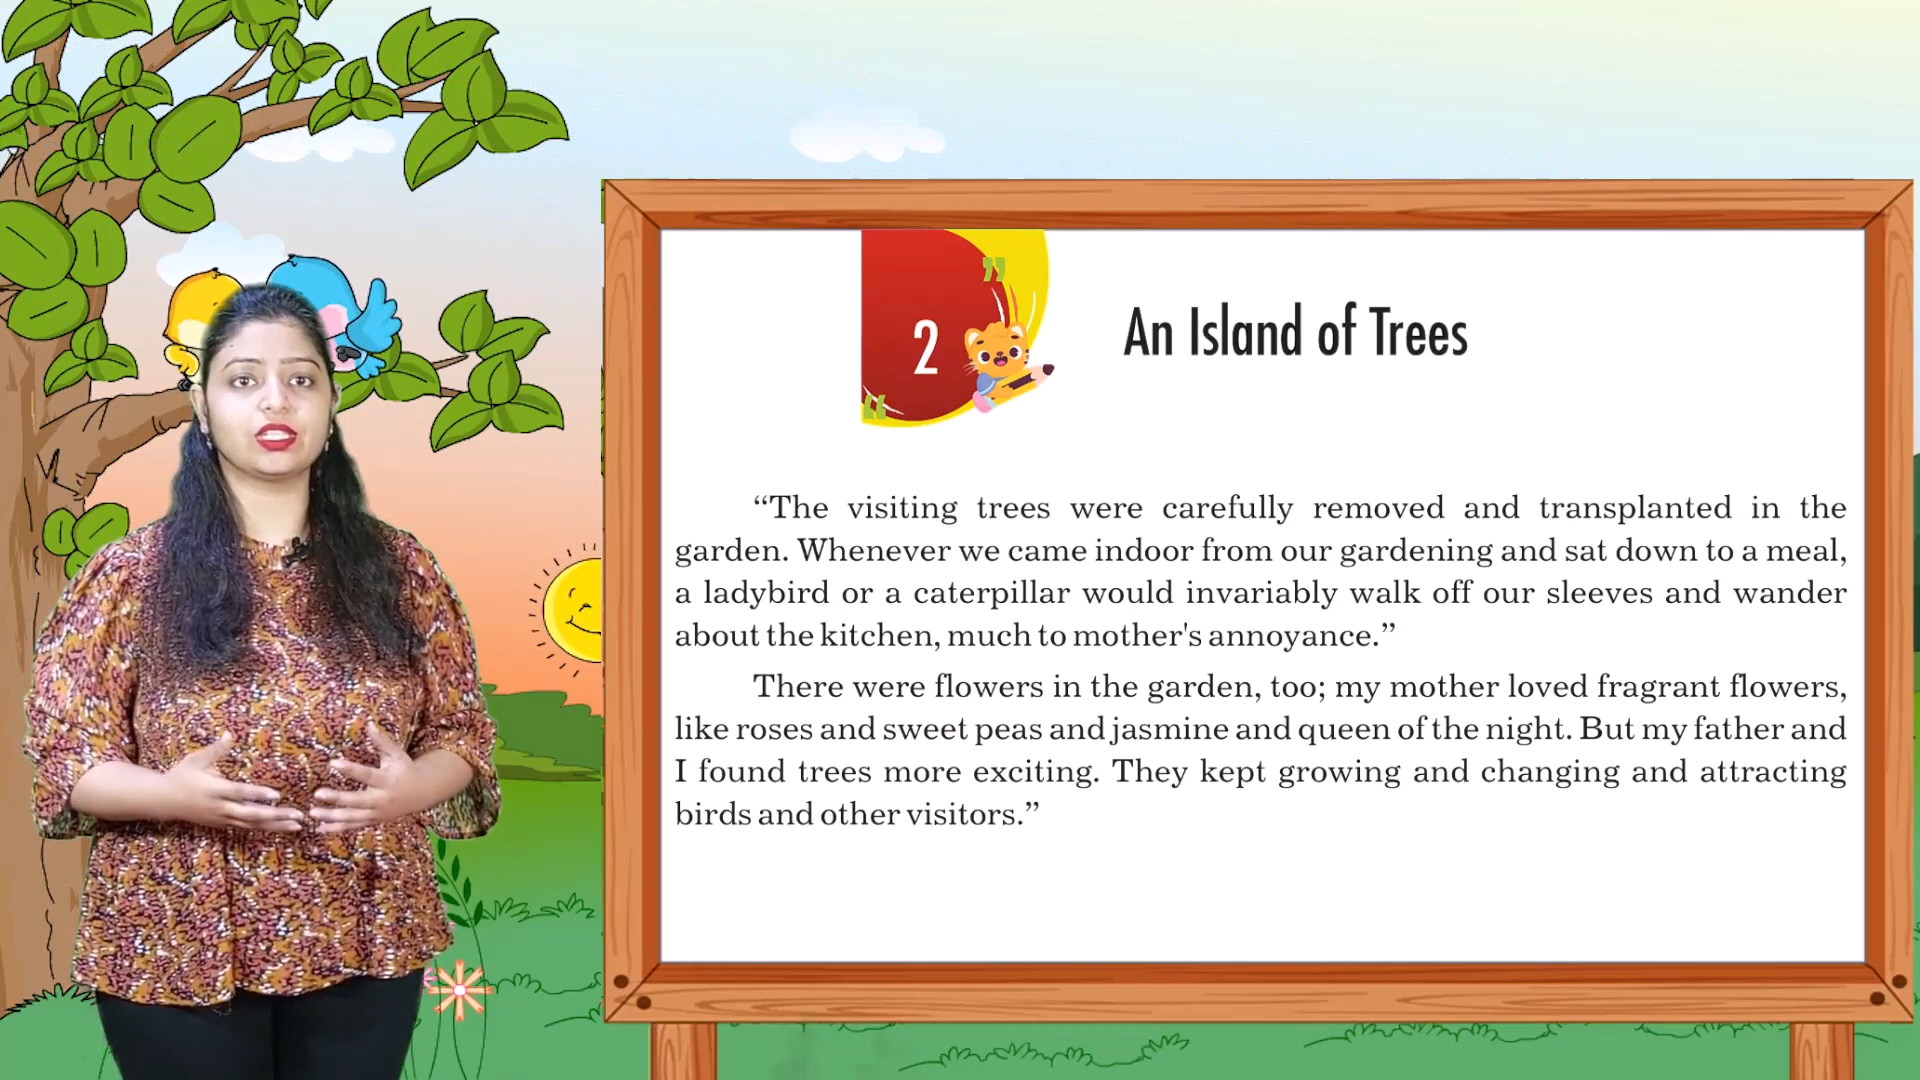 2
An Island of Trees
“The visiting trees were carefully removed and transplanted in the
garden. Whenever we came indoor from our gardening and sat down to a meal,
a ladybird or a caterpillar would invariably walk off our sleeves and wander
about the kitchen, much to mother's annoyance.”
There were flowers in the garden, too; my mother loved fragrant flowers,
like roses and sweet peas and jasmine and queen of the night. But my father and
I found trees more exciting. They kept growing and changing and attracting
birds and other visitors.”